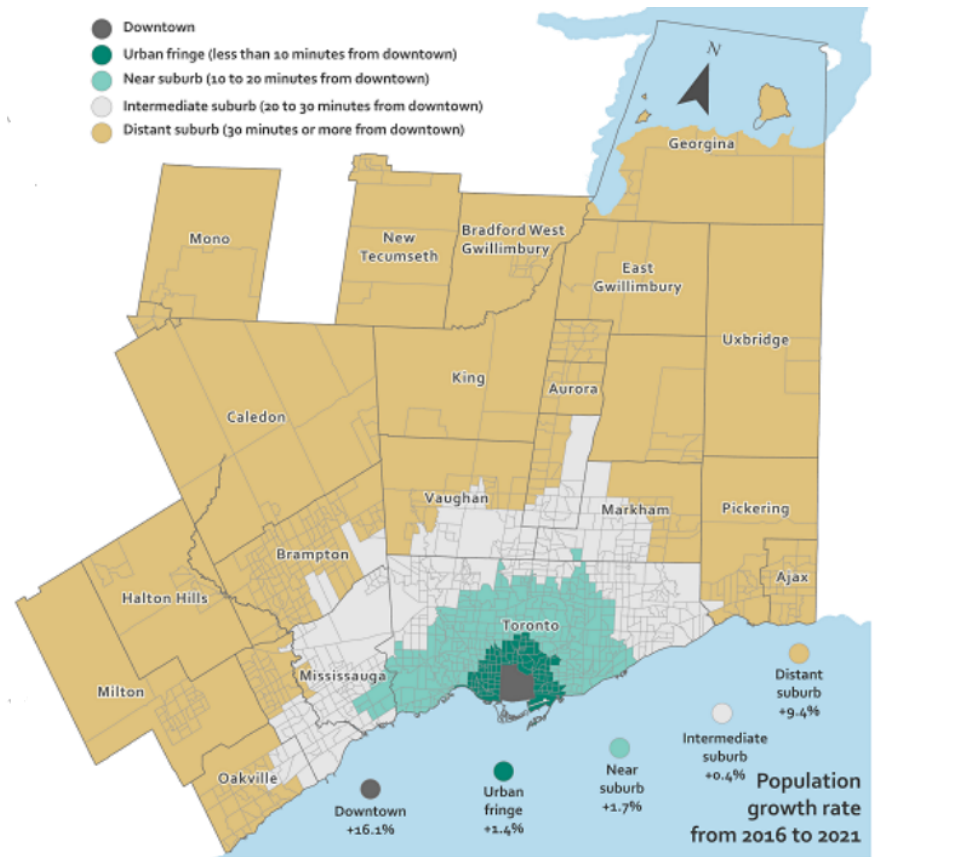 Downtown
Urban fringe (less than 10 minutes from downtown)
Near suburb (10 to 20 minutes from downtown)
Intermediate suburb (20 to 30 minutes from downtown)
Distant suburb (30 minutes or more from downtown)
N
Georgina
Mono
New
Tecumseth
Bradford West
Gwillimbury
East
Gwillimbury
Uxbridge
King
Aurora
Caledon
Vaughan
Markham
Pickering
Brampton
Ajax
Halton Hills
Toronto
Mississauga
Milton
Oakville
Distant
suburb
+9.4%
Intermediate
suburb
+0.4%
Near
suburb
+1.7%
Urban
fringe
+1.4%
Downtown
+16.1%
Population
growth rate
from 2016 to 2021